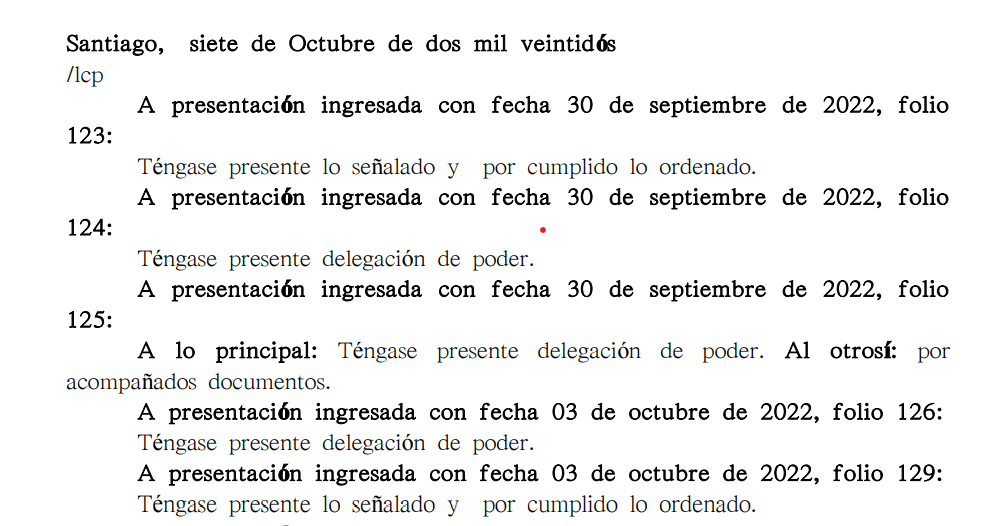 Santiago, siete de Octubre de dos mil veintidós
/lcp
A presentación ingresada con fecha 30 de septiembre de 2022, folio
123:
Téngase presente lo señalado y por cumplido lo ordenado.
A presentación ingresada con fecha 30 de septiembre de 2022, folio
124:
Téngase presente delegación de poder.
A presentación ingresada con fecha 30 de septiembre de 2022, folio
125:
A lo principal: Téngase presente delegación de poder. Al otrosí: por
acompañados documentos.
A presentación ingresada con fecha 03 de octubre de 2022, folio 126:
Téngase presente delegación de poder.
A presentación ingresada con fecha 03 de octubre de 2022, folio 129:
Téngase presente lo señalado y por cumplido lo ordenado.